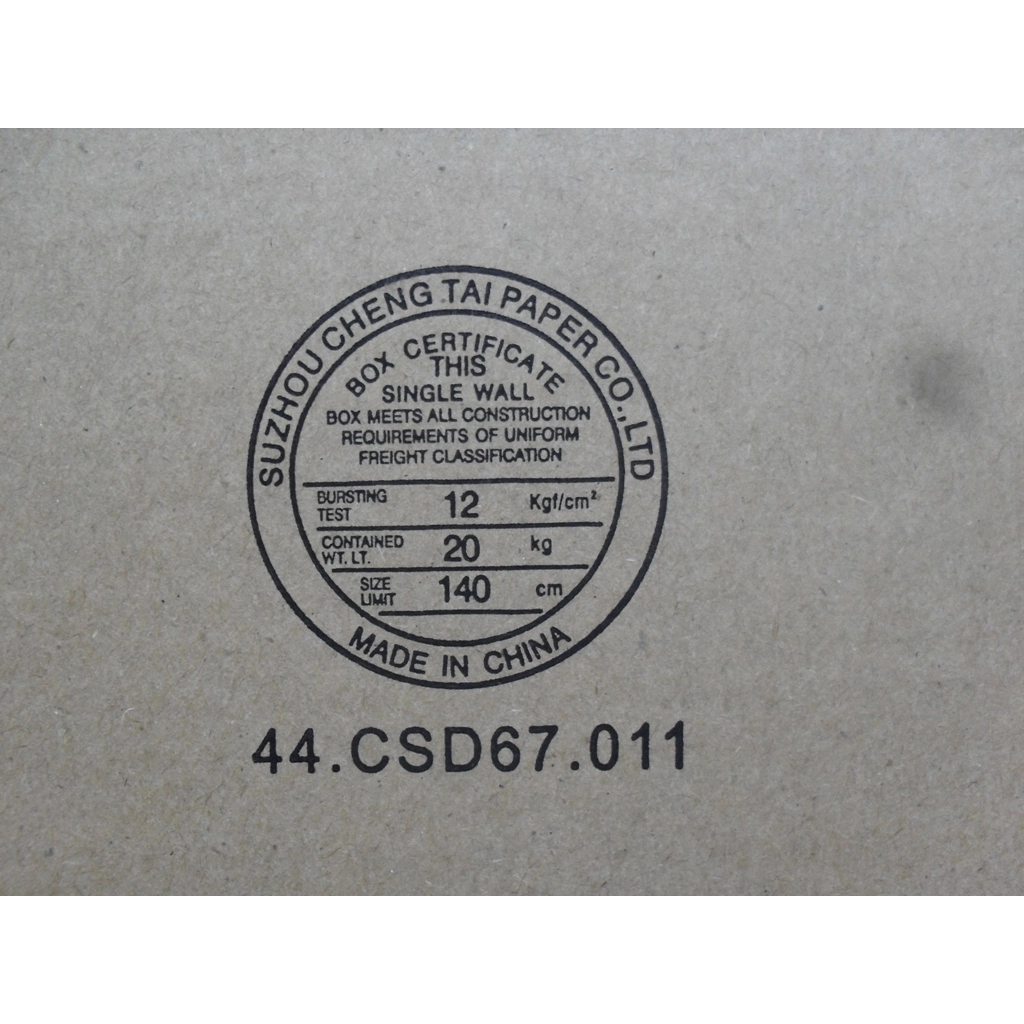 SUZHOU CHENG TAI PAPER CO.,LTD
BOX CERTIFICATE
THIS
SINGLE WALL
BOX MEETS ALL CONSTRUCTION
REQUIREMENTS OF UNIFORM
FREIGHT CLASSIFICATION
BURSTING TEST 12 Kgf/cm²
CONTAINED WT. LT. 20 kg
SIZE LIMIT 140 cm
MADE IN CHINA
44.CSD67.011